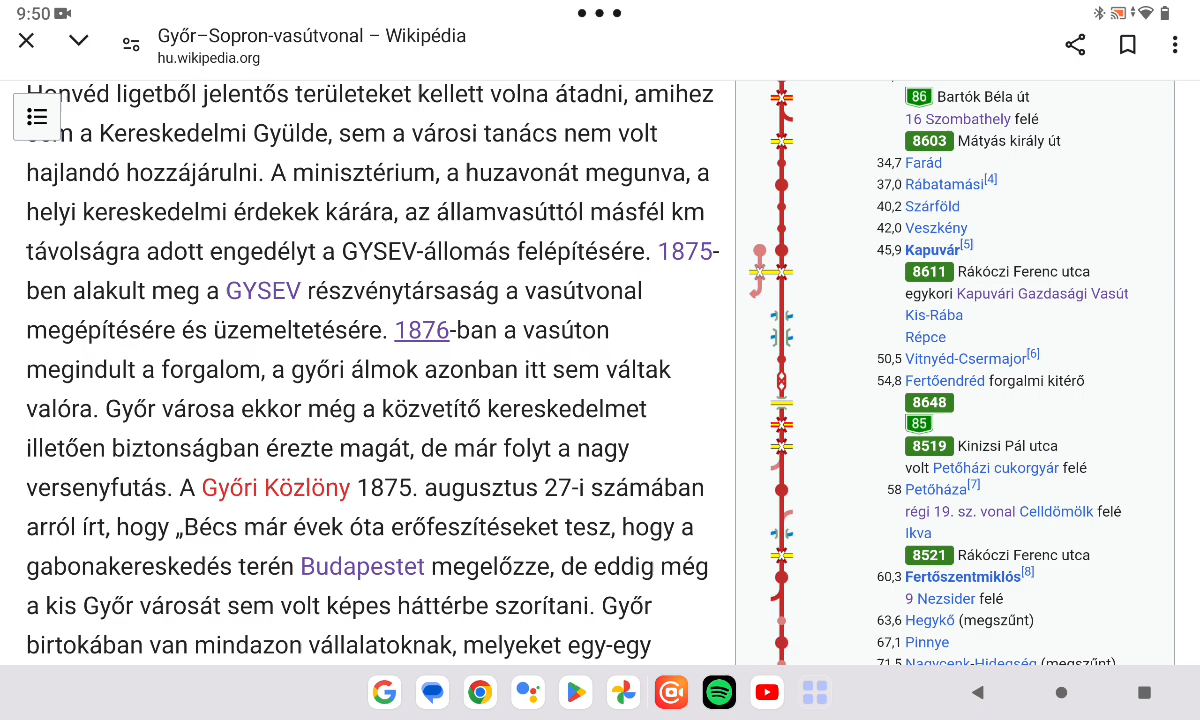 9:50
Győr–Sopron-vasútvonal – Wikipédia
hu.wikipedia.org
Honvéd ligetből jelentős területeket kellett volna átadni, amihez
a Kereskedelmi Gyülde, sem a városi tanács nem volt
hajlandó hozzájárulni. A minisztérium, a huzavonát megunva, a
helyi kereskedelmi érdekek kárára, az államvasúttól másfél km
távolságra adott engedélyt a GYSEV-állomás felépítésére. 1875-
ben alakult meg a GYSEV részvénytársaság a vasútvonal
megépítésére és üzemeltetésére. 1876-ban a vasúton
megindult a forgalom, a győri álmok azonban itt sem váltak
valóra. Győr városa ekkor még a közvetítő kereskedelmet
illetően biztonságban érezte magát, de már folyt a nagy
versenyfutás. A Győri Közlöny 1875. augusztus 27-i számában
arról írt, hogy „Bécs már évek óta erőfeszítéseket tesz, hogy a
gabonakereskedés terén Budapestet megelőzze, de eddig még
a kis Győr városát sem volt képes háttérbe szorítani. Győr
birtokában van mindazon vállalatoknak, melyeket egy-egy
86 Bartók Béla út
16 Szombathely felé
8603 Mátyás király út
34,7 Farád
37,0 Rábatamási[4]
40,2 Szárföld
42,0 Veszkény
45,9 Kapuvár[5]
8611 Rákóczi Ferenc utca
egykori Kapuvári Gazdasági Vasút
Kis-Rába
Répce
50,5 Vitnyéd-Csermajor[6]
54,8 Fertőendréd forgalmi kitérő
8648
85
8519 Kinizsi Pál utca
volt Petőházi cukorgyár felé
58 Petőháza[7]
régi 19. sz. vonal Celldömölk felé
Ikva
8521 Rákóczi Ferenc utca
60,3 Fertőszentmiklós[8]
9 Nezsider felé
63,6 Hegykő (megszűnt)
67,1 Pinnye
71,5 Nagycenk-Hidegség (megszűnt)